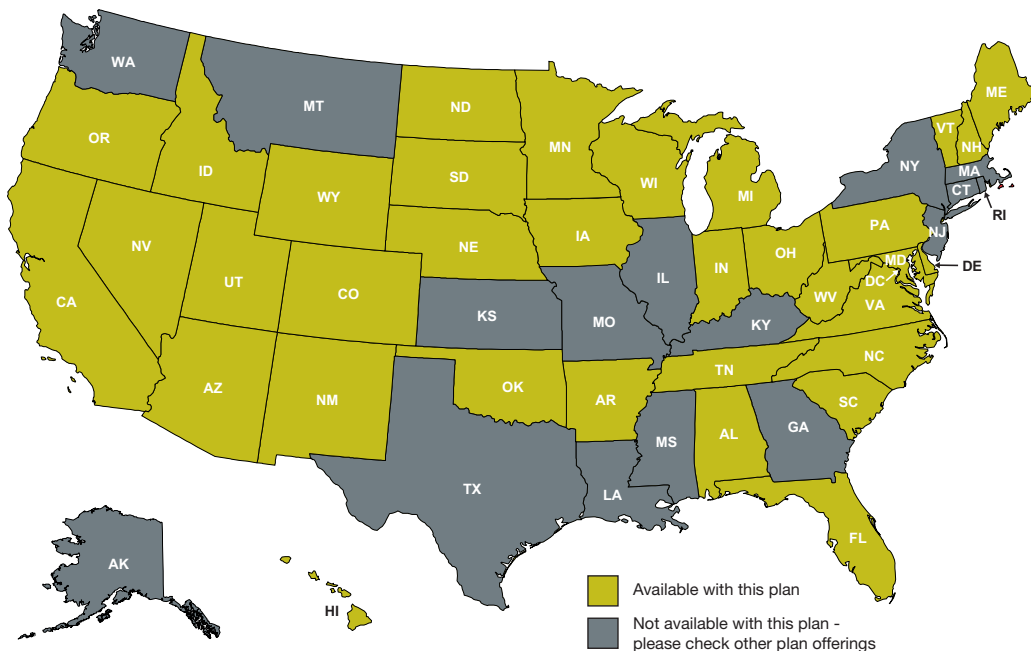 WA
MT
ND
MN
ME
VT
NH
OR
ID
WY
SD
WI
MI
NY
MA
CT
RI
NV
UT
CO
NE
IA
IL
IN
OH
PA
NJ
DE
MD
DC
CA
KS
MO
KY
WV
VA
AZ
NM
OK
AR
TN
NC
SC
TX
LA
MS
AL
GA
FL
AK
HI
Available with this plan
Not available with this plan -
please check other plan offerings